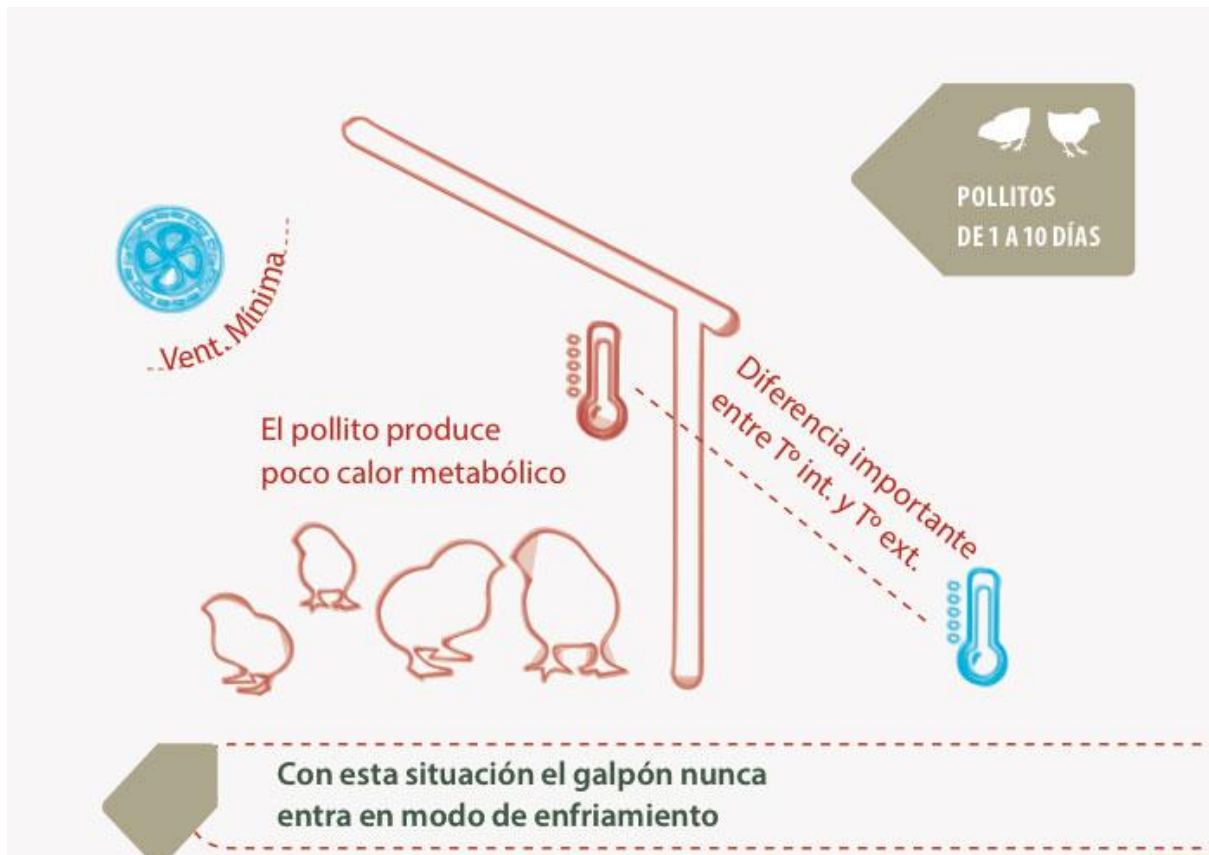 POLLITOS
DE 1 A 10 DÍAS
Vent. Mínima
El pollito produce
poco calor metabólico
Diferencia importante
entre Tº int. y Tº ext.
Con esta situación el galpón nunca
entra en modo de enfriamiento